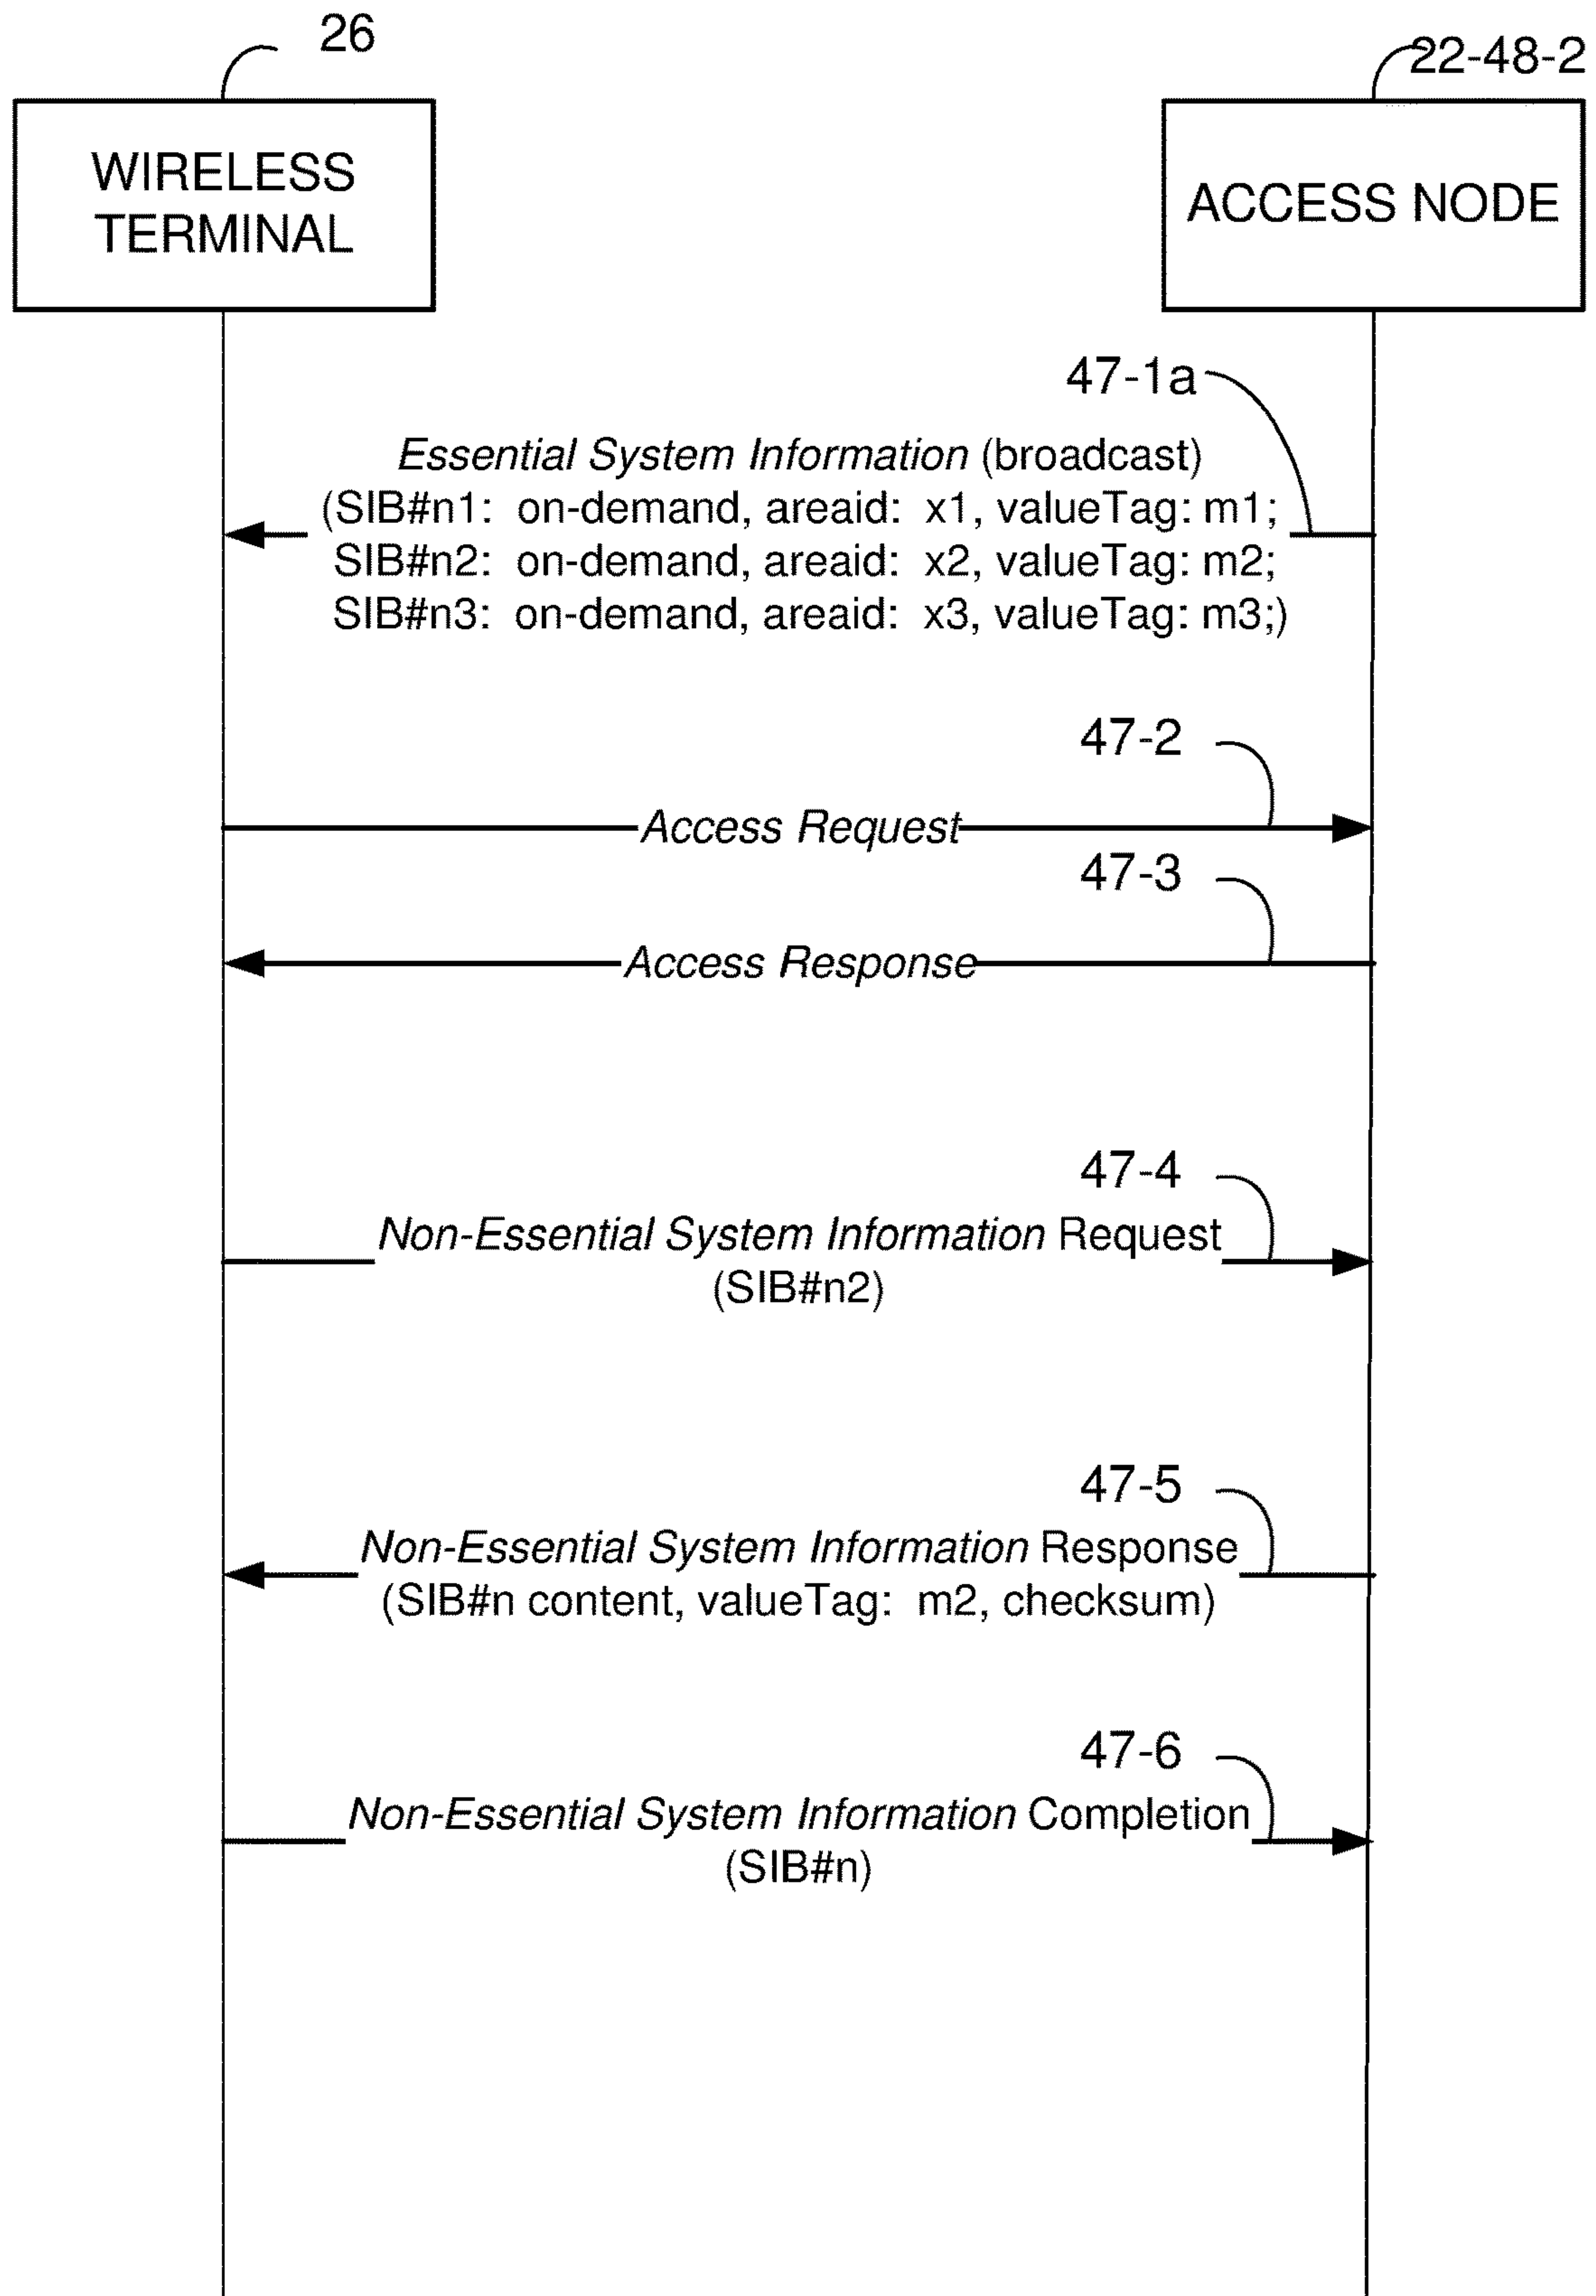 26
22-48-2
WIRELESS
TERMINAL
ACCESS NODE
47-1a
Essential System Information (broadcast)
(SIB#n1: on-demand, areaid: x1, valueTag: m1;
SIB#n2: on-demand, areaid: x2, valueTag: m2;
SIB#n3: on-demand, areaid: x3, valueTag: m3;)
47-2
Access Request
47-3
Access Response
47-4
Non-Essential System Information Request
(SIB#n2)
47-5
Non-Essential System Information Response
(SIB#n content, valueTag: m2, checksum)
47-6
Non-Essential System Information Completion
(SIB#n)